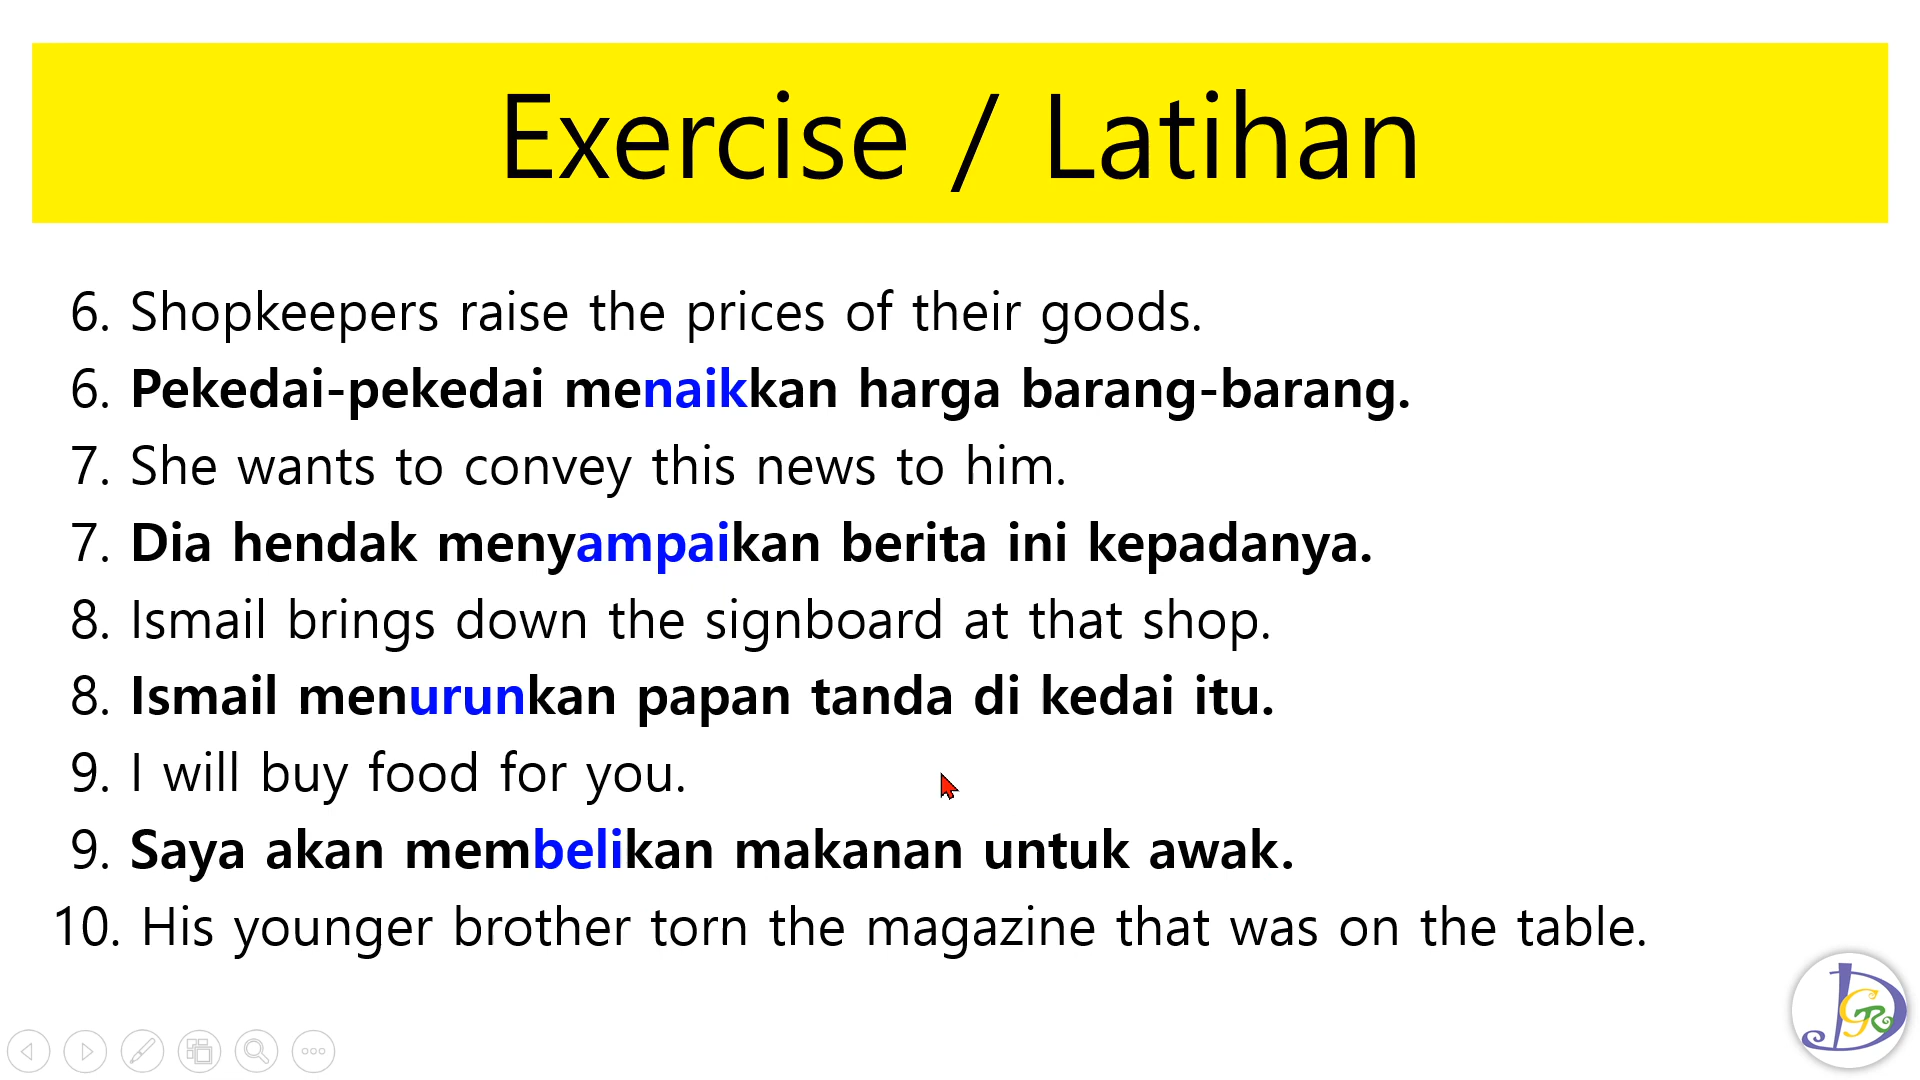 Exercise / Latihan
6. Shopkeepers raise the prices of their goods.
6. Pekedai-pekedai menaikkan harga barang-barang.
7. She wants to convey this news to him.
7. Dia hendak menyampaikan berita ini kepadanya.
8. Ismail brings down the signboard at that shop.
8. Ismail menurunkan papan tanda di kedai itu.
9. I will buy food for you.
9. Saya akan membelikan makanan untuk awak.
10. His younger brother torn the magazine that was on the table.